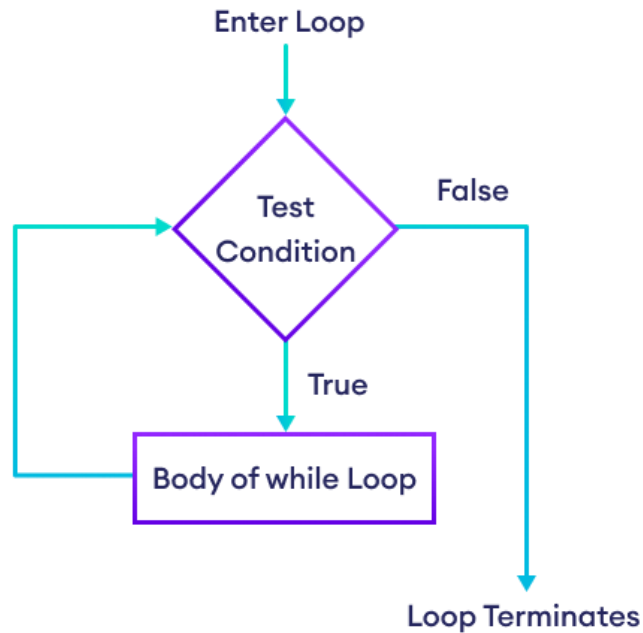 Enter Loop
Test
Condition
False
True
Body of while Loop
Loop Terminates